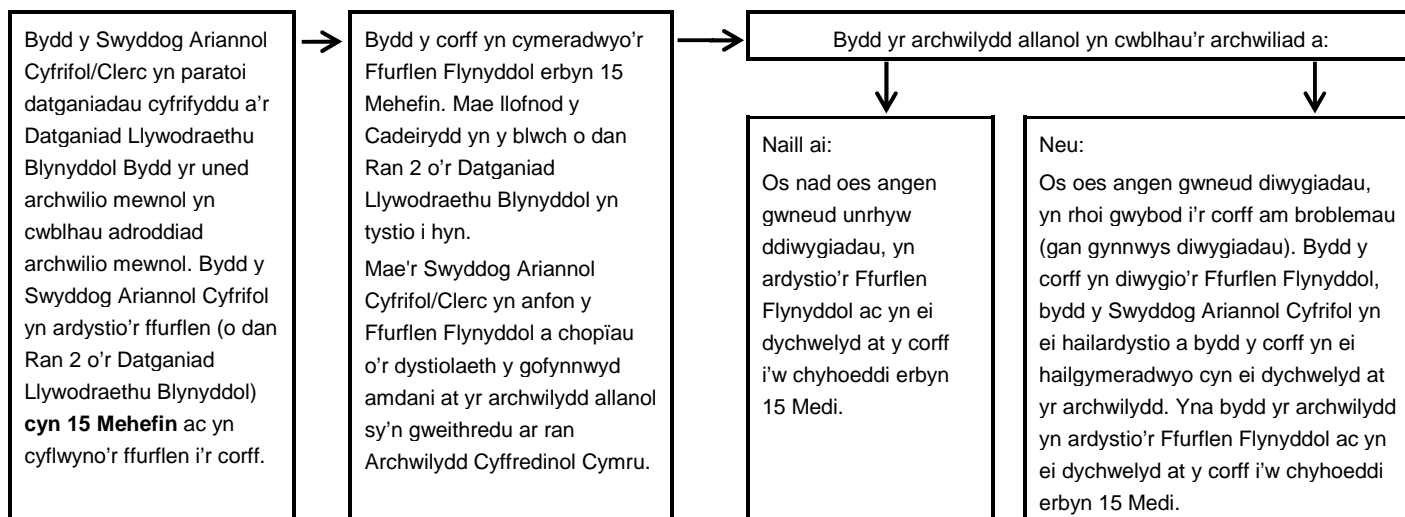 Bydd y Swyddog Ariannol
Cyfrifol/Clerc yn paratoi
datganiadau cyfrifyddu a'r
Datganiad Llywodraethu
Blynyddol Bydd yr uned
archwilio mewnol yn
cwblhau adroddiad
archwilio mewnol. Bydd y
Swyddog Ariannol Cyfrifol
yn ardystio'r ffurflen (o dan
Ran 2 o'r Datganiad
Llywodraethu Blynyddol)
cyn 15 Mehefin ac yn
cyflwyno'r ffurflen i'r corff.
Bydd y corff yn cymeradwyo'r
Ffurflen Flynyddol erbyn 15
Mehefin. Mae llofnod y
Cadeirydd yn y blwch o dan
Ran 2 o'r Datganiad
Llywodraethu Blynyddol yn
tystio i hyn.
Mae'r Swyddog Ariannol
Cyfrifol/Clerc yn anfon y
Ffurflen Flynyddol a chopïau
o'r dystiolaeth y gofynnwyd
amdani at yr archwilydd allanol
sy'n gweithredu ar ran
Archwilydd Cyffredinol Cymru.
Bydd yr archwilydd allanol yn cwblhau'r archwiliad a:
Naill ai:
Os nad oes angen
gwneud unrhyw
ddiwygiadau, yn
ardystio'r Ffurflen
Flynyddol ac yn ei
dychwelyd at y corff
i'w chyhoeddi erbyn
15 Medi.
Neu:
Os oes angen gwneud diwygiadau,
yn rhoi gwybod i'r corff am broblemau
(gan gynnwys diwygiadau). Bydd y
corff yn diwygio'r Ffurflen Flynyddol,
bydd y Swyddog Ariannol Cyfrifol yn
ei hailardystio a bydd y corff yn ei
hailgymeradwyo cyn ei dychwelyd at
yr archwilydd. Yna bydd yr archwilydd
yn ardystio'r Ffurflen Flynyddol ac yn
ei dychwelyd at y corff i'w chyhoeddi
erbyn 15 Medi.